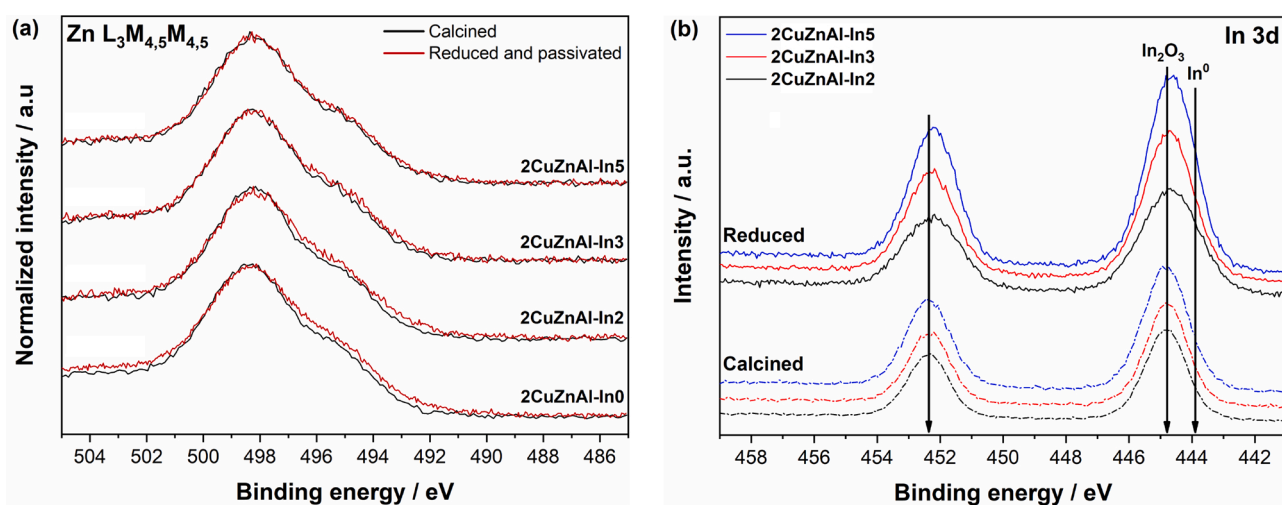 (a)
Zn L₃M₄,₅M₄,₅
Calcined
Reduced and passivated
2CuZnAl-In5
2CuZnAl-In3
2CuZnAl-In2
2CuZnAl-In0
Normalized intensity / a.u
504 502 500 498 496 494 492 490 488 486
Binding energy / eV
(b)
2CuZnAl-In5
2CuZnAl-In3
2CuZnAl-In2
In 3d
In₂O₃
In⁰
Reduced
Calcined
Intensity / a.u.
458 456 454 452 450 448 446 444 442
Binding energy / eV